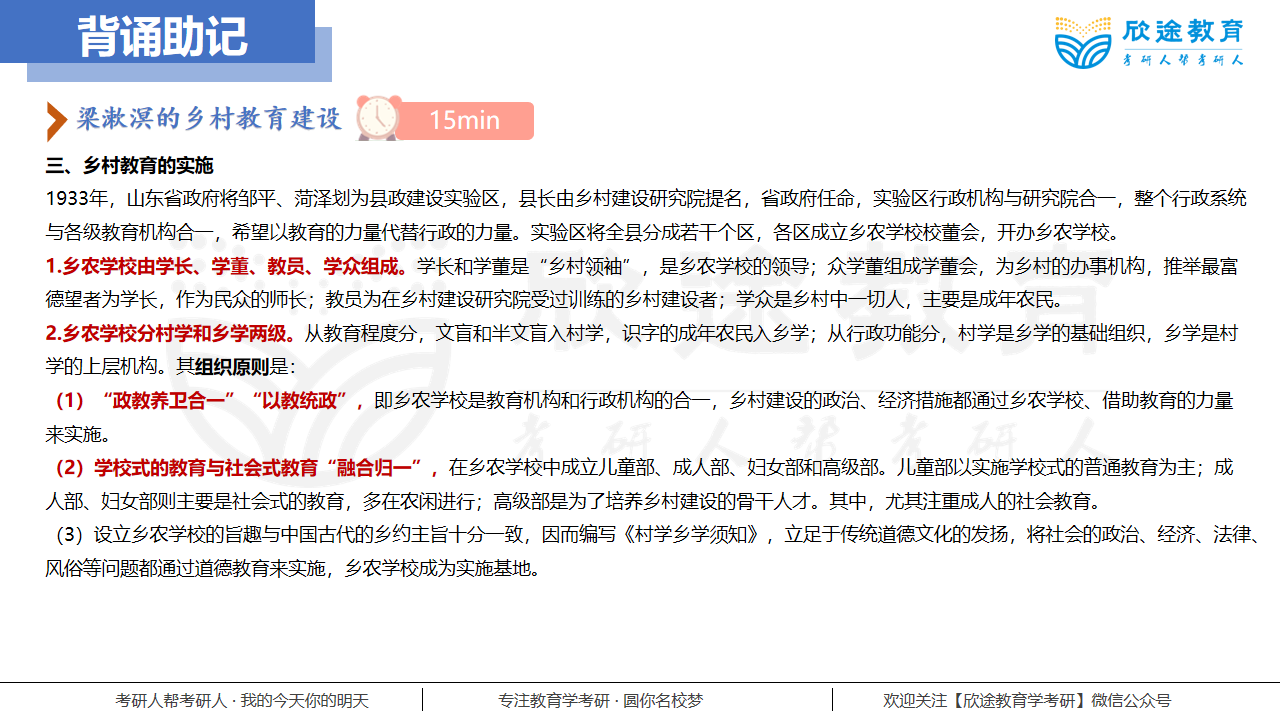 背诵助记
欣途教育
考研人帮考研人
梁漱溟的乡村教育建设
15min
三、乡村教育的实施
1933年，山东省政府将邹平、菏泽划为县政建设实验区，县长由乡村建设研究院提名，省政府任命，实验区行政机构与研究院合一，整个行政系统
与各级教育机构合一，希望以教育的力量代替行政的力量。实验区将全县分成若干个区，各区成立乡农学校校董会，开办乡农学校。
1.乡农学校由学长、学董、教员、学众组成。学长和学董是“乡村领袖”，是乡农学校的领导；众学董组成学董会，为乡村的办事机构，推举最富
德望者为学长，作为民众的师长；教员为在乡村建设研究院受过训练的乡村建设者；学众是乡村中一切人，主要是成年农民。
2.乡农学校分村学和乡学两级。从教育程度分，文盲和半文盲入村学，识字的成年农民入乡学；从行政功能分，村学是乡学的基础组织，乡学是村
学的上层机构。其组织原则是：
（1）“政教养卫合一”“以教统政”，即乡农学校是教育机构和行政机构的合一，乡村建设的政治、经济措施都通过乡农学校、借助教育的力量
来实施。
（2）学校式的教育与社会式教育“融合归一”，在乡农学校中成立儿童部、成人部、妇女部和高级部。儿童部以实施学校式的普通教育为主；成
人部、妇女部则主要是社会式的教育，多在农闲进行；高级部是为了培养乡村建设的骨干人才。其中，尤其注重成人的社会教育。
（3）设立乡农学校的旨趣与中国古代的乡约主旨十分一致，因而编写《村学乡学须知》，立足于传统道德文化的发扬，将社会的政治、经济、法律、
风俗等问题都通过道德教育来实施，乡农学校成为实施基地。
欣途教育
考研人帮考研人
考研人帮考研人 · 我的今天你的明天
专注教育学考研 · 圆你名校梦
欢迎关注【欣途教育学考研】微信公众号